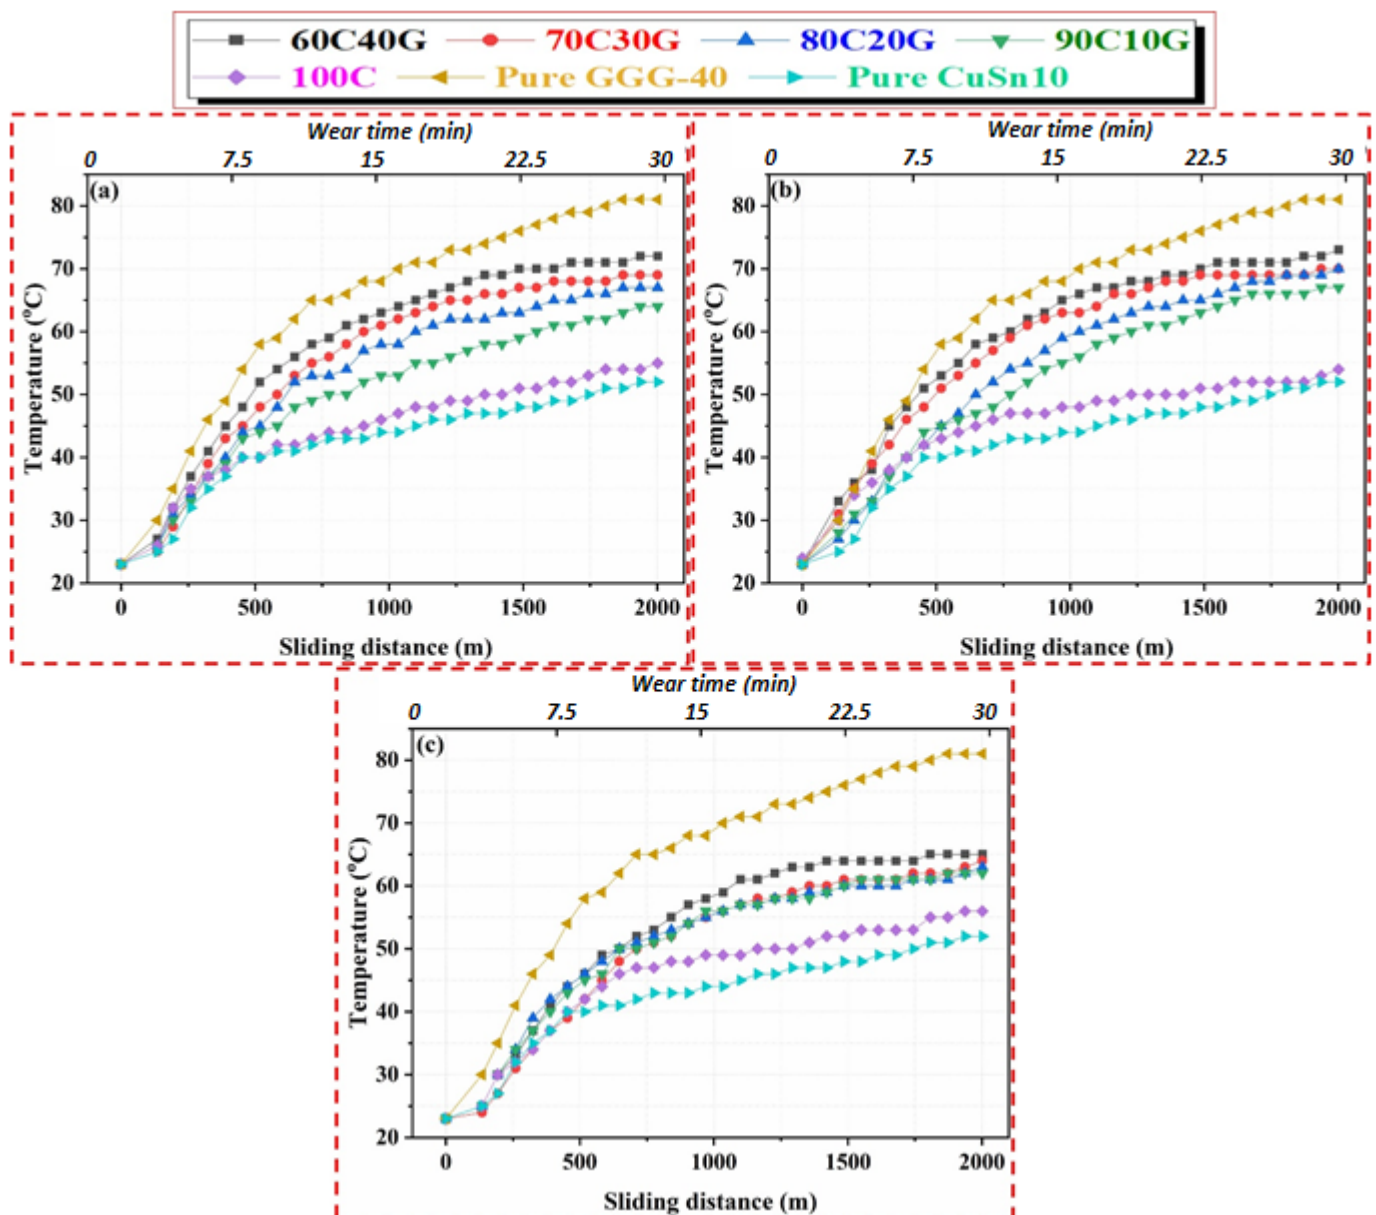 60C40G 70C30G 80C20G 90C10G
100C Pure GGG-40 Pure CuSn10
Wear time (min)
0 7.5 15 22.5 30
(a)
80
70
60
50
40
30
20
Temperature (°C)
0 500 1000 1500 2000
Sliding distance (m)
Wear time (min)
0 7.5 15 22.5 30
(b)
80
70
60
50
40
30
20
Temperature (°C)
0 500 1000 1500 2000
Sliding distance (m)
Wear time (min)
0 7.5 15 22.5 30
(c)
80
70
60
50
40
30
20
Temperature (°C)
0 500 1000 1500 2000
Sliding distance (m)